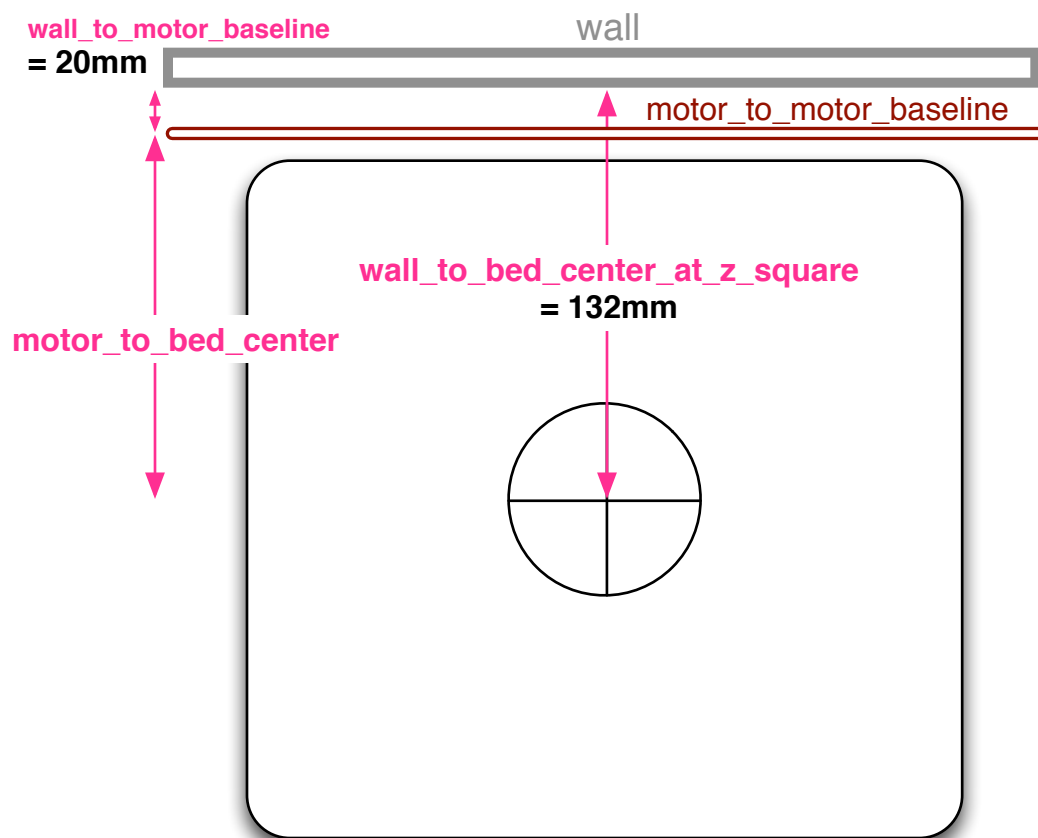 wall_to_motor_baseline
= 20mm
wall
motor_to_motor_baseline
wall_to_bed_center_at_z_square
= 132mm
motor_to_bed_center